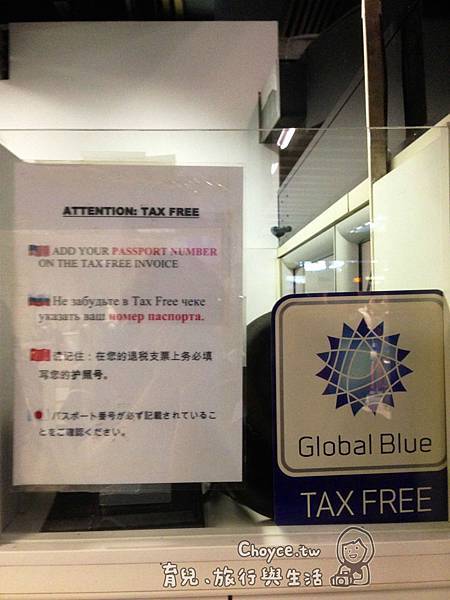 ATTENTION: TAX FREE
ADD YOUR PASSPORT NUMBER
ON THE TAX FREE INVOICE
Не забудьте в Tax Free чеке
указать ваш номер паспорта.
请记住：在您的退税支票上务必填
写您的护照号。
パスポート番号が必ず記載されているこ
とをご確認ください。
Global Blue
TAX FREE
Choyce.tw
育兒、旅行與生活